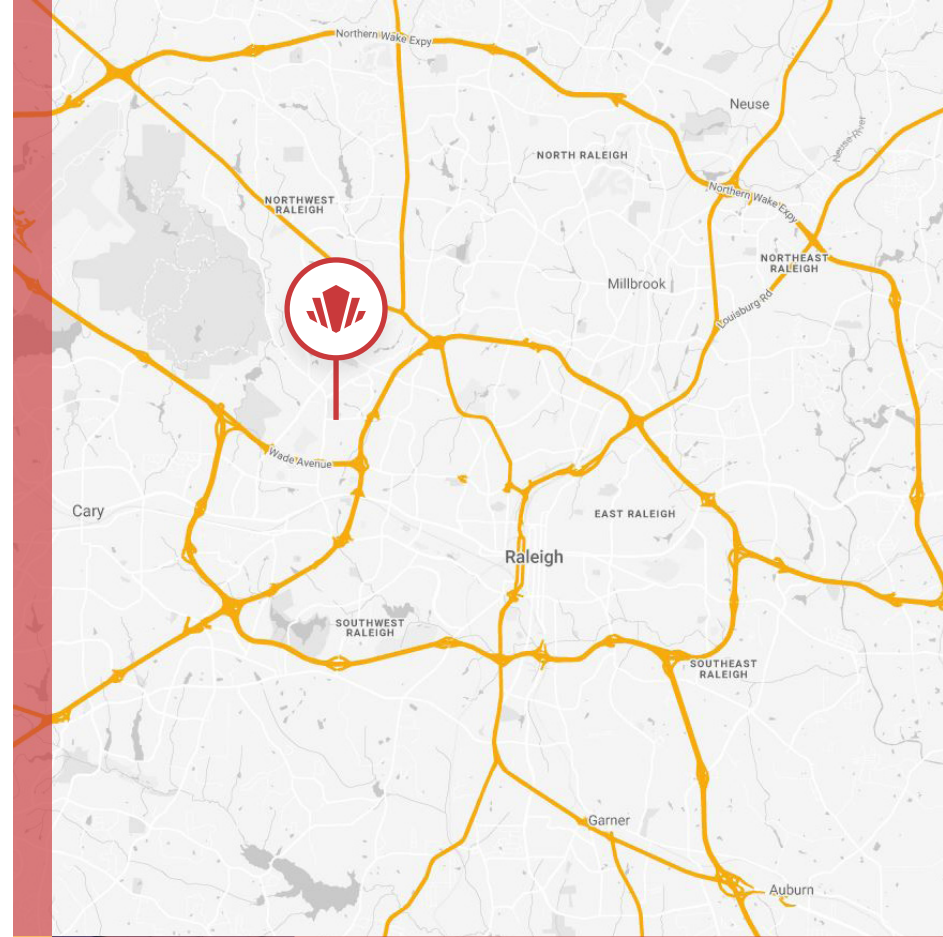 Northern Wake Expy
Neuse
Neuse River
NORTH RALEIGH
NORTHWEST
RALEIGH
Northern Wake Expy
NORTHEAST
RALEIGH
Millbrook
Louisburg Rd
Wade Avenue
Cary
EAST RALEIGH
Raleigh
SOUTHWEST
RALEIGH
SOUTHEAST
RALEIGH
Garner
Auburn